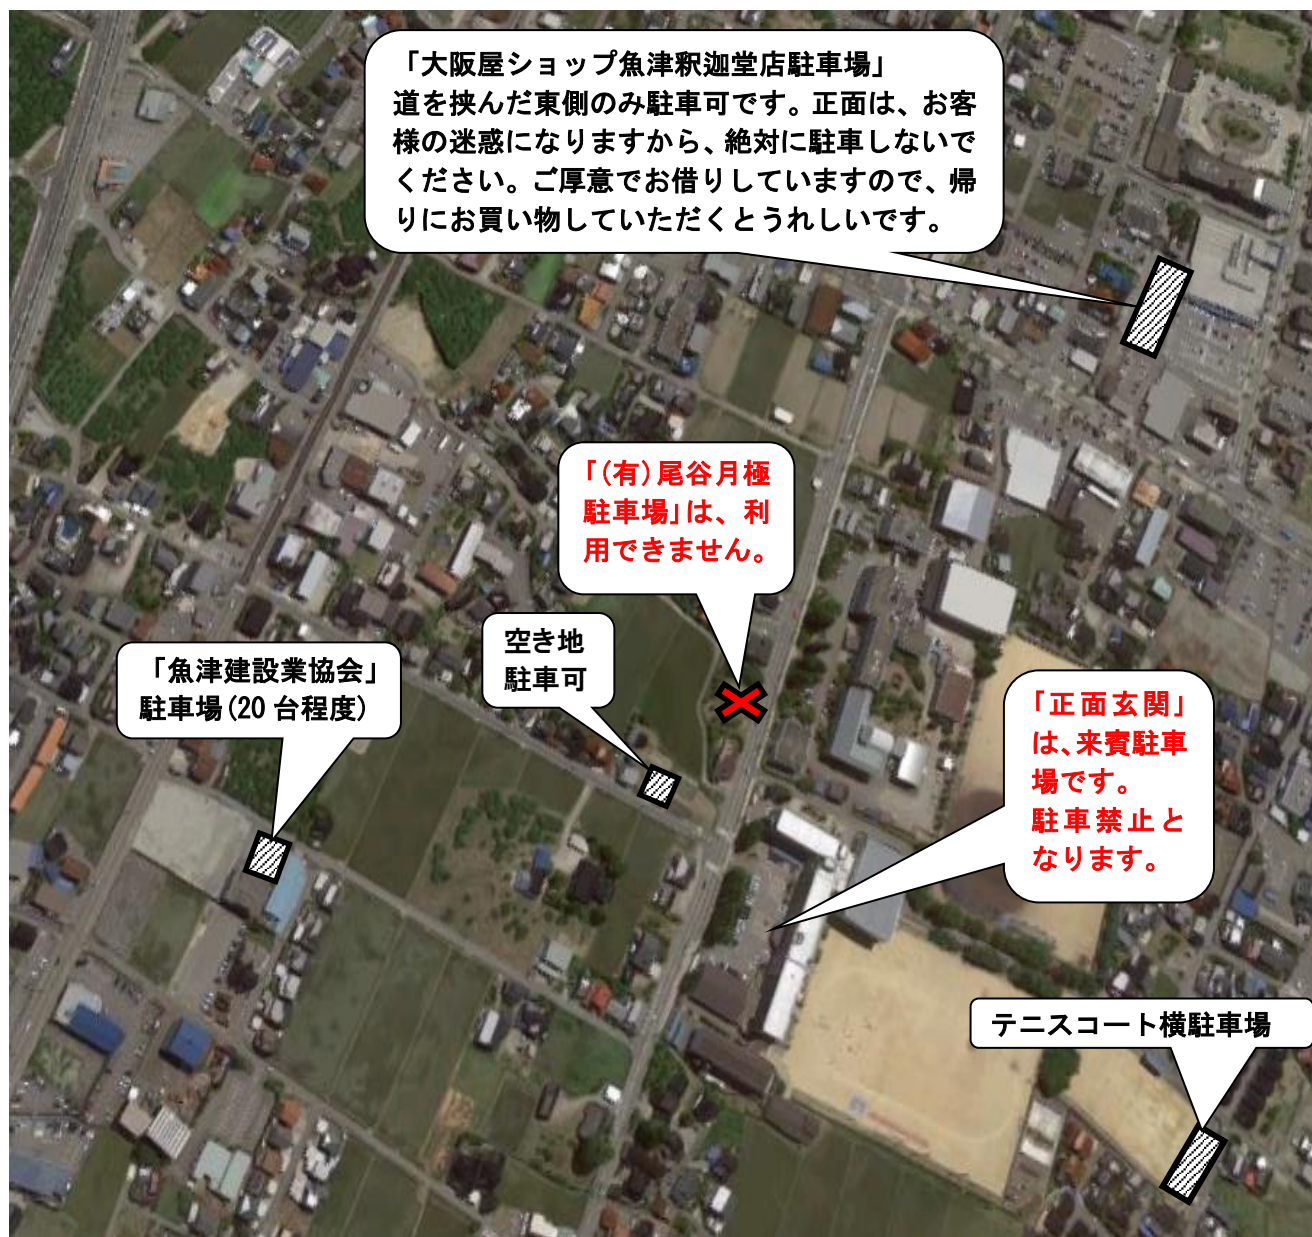 「大阪屋ショップ魚津釈迦堂店駐車場」
道を挟んだ東側のみ駐車可です。正面は、お客
様の迷惑になりますから、絶対に駐車しないで
ください。ご厚意でお借りしていますので、帰
りにお買い物していただくとうれしいです。
「(有)尾谷月極
駐車場」は、利
用できません。
空き地
駐車可
「魚津建設業協会」
駐車場(20台程度)
「正面玄関」
は、来賓駐車
場です。
駐車禁止と
なります。
テニスコート横駐車場